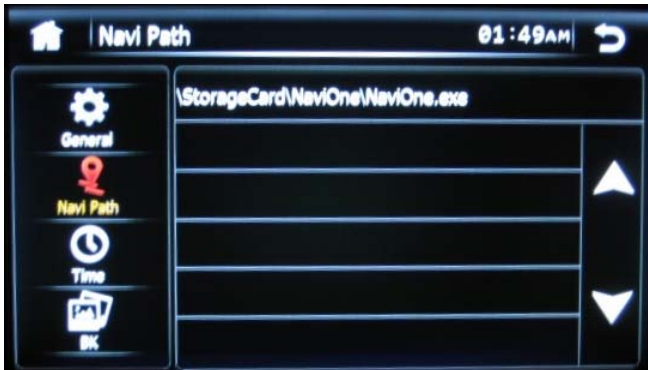 Navi Path
01:49AM
\StorageCard\NaviOne\NaviOne.exe
General
Navi Path
Time
BK